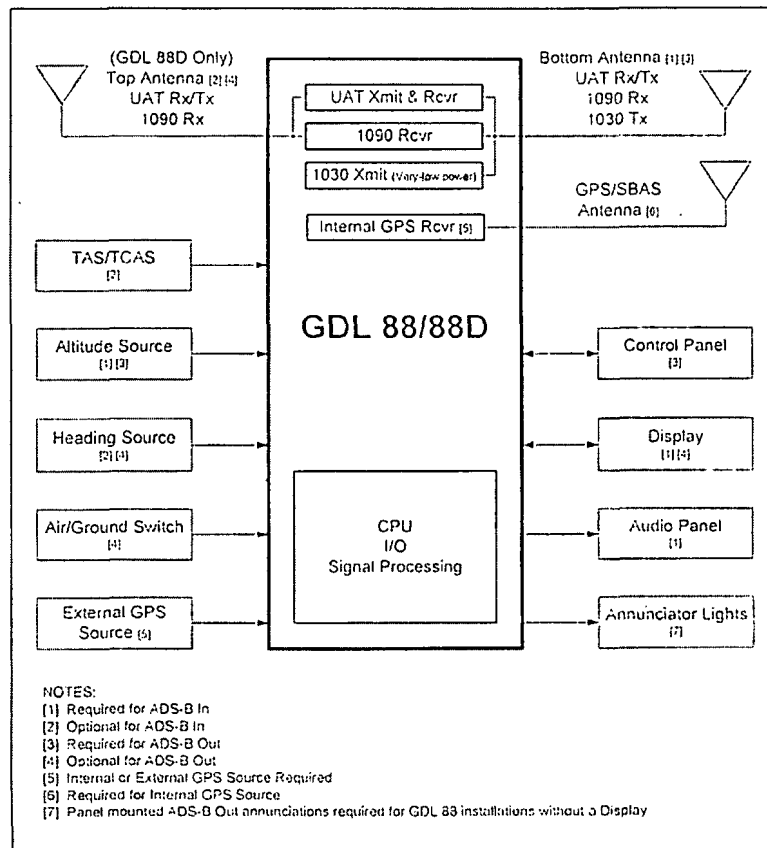 (GDL 88D Only)
Top Antenna [2] [4]
UAT Rx/Tx
1090 Rx
Bottom Antenna [1] [3]
UAT Rx/Tx
1090 Rx
1030 Tx
UAT Xmit & Rcvr
1090 Rcvr
1030 Xmit (Very-low power)
Internal GPS Rcvr [5]
GPS/SBAS
Antenna [6]
TAS/TCAS
[2]
GDL 88/88D
Altitude Source
[1] [3]
Control Panel
[3]
Heading Source
[2] [4]
Display
[1] [4]
Air/Ground Switch
[4]
CPU
I/O
Signal Processing
Audio Panel
[1]
External GPS
Source [5]
Annunciator Lights
[7]
NOTES:
[1] Required for ADS-B In
[2] Optional for ADS-B In
[3] Required for ADS-B Out
[4] Optional for ADS-B Out
[5] Internal or External GPS Source Required
[6] Required for Internal GPS Source
[7] Panel mounted ADS-B Out annunciations required for GDL 88 installations without a Display